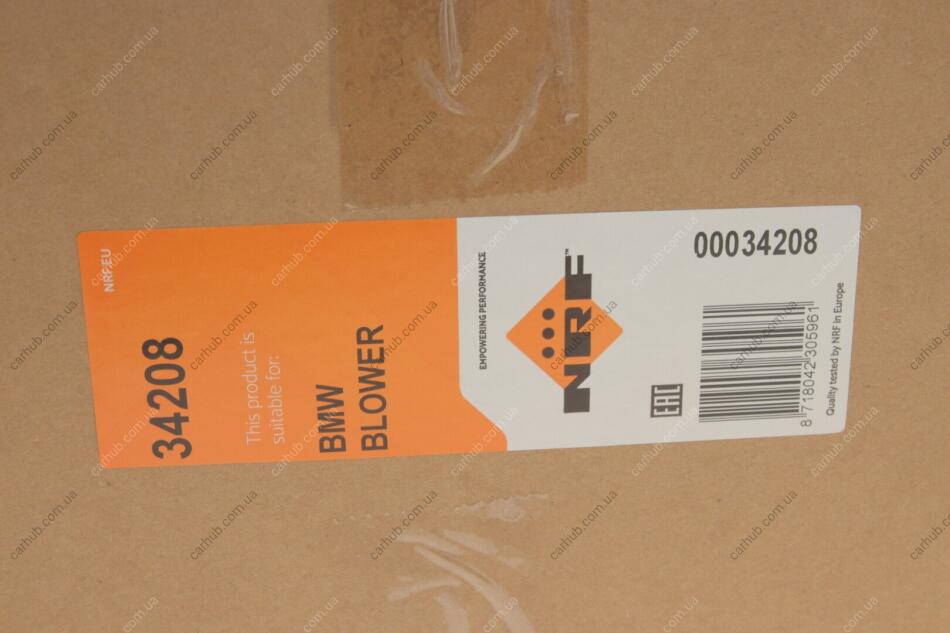 NRF.EU
34208
This product is
suitable for:
BMW
BLOWER
EMPOWERING PERFORMANCE
NRF™
EAC
00034208
8 718042 305961
Quality tested by NRF in Europe
carhub.com.ua